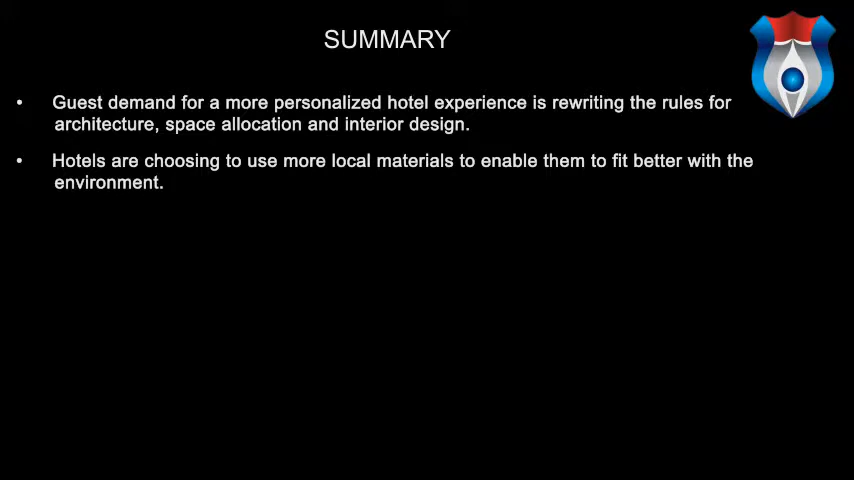 SUMMARY
• Guest demand for a more personalized hotel experience is rewriting the rules for
architecture, space allocation and interior design.
• Hotels are choosing to use more local materials to enable them to fit better with the
environment.